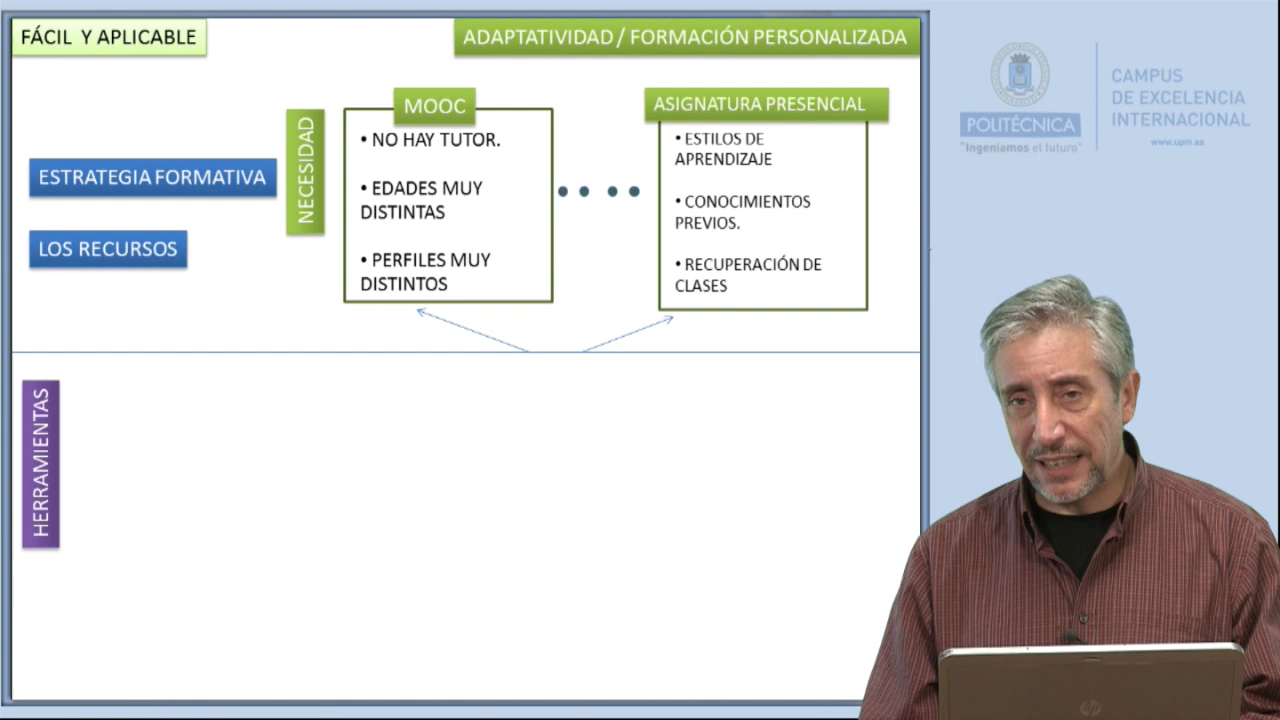 FÁCIL Y APLICABLE
ADAPTATIVIDAD / FORMACIÓN PERSONALIZADA
ESTRATEGIA FORMATIVA
LOS RECURSOS
NECESIDAD
MOOC
• NO HAY TUTOR.
• EDADES MUY
DISTINTAS
• PERFILES MUY
DISTINTOS
ASIGNATURA PRESENCIAL
• ESTILOS DE
APRENDIZAJE
• CONOCIMIENTOS
PREVIOS.
• RECUPERACIÓN DE
CLASES
HERRAMIENTAS
POLITÉCNICA
"Ingeniamos el futuro"
CAMPUS
DE EXCELENCIA
INTERNACIONAL
www.upm.es
hp